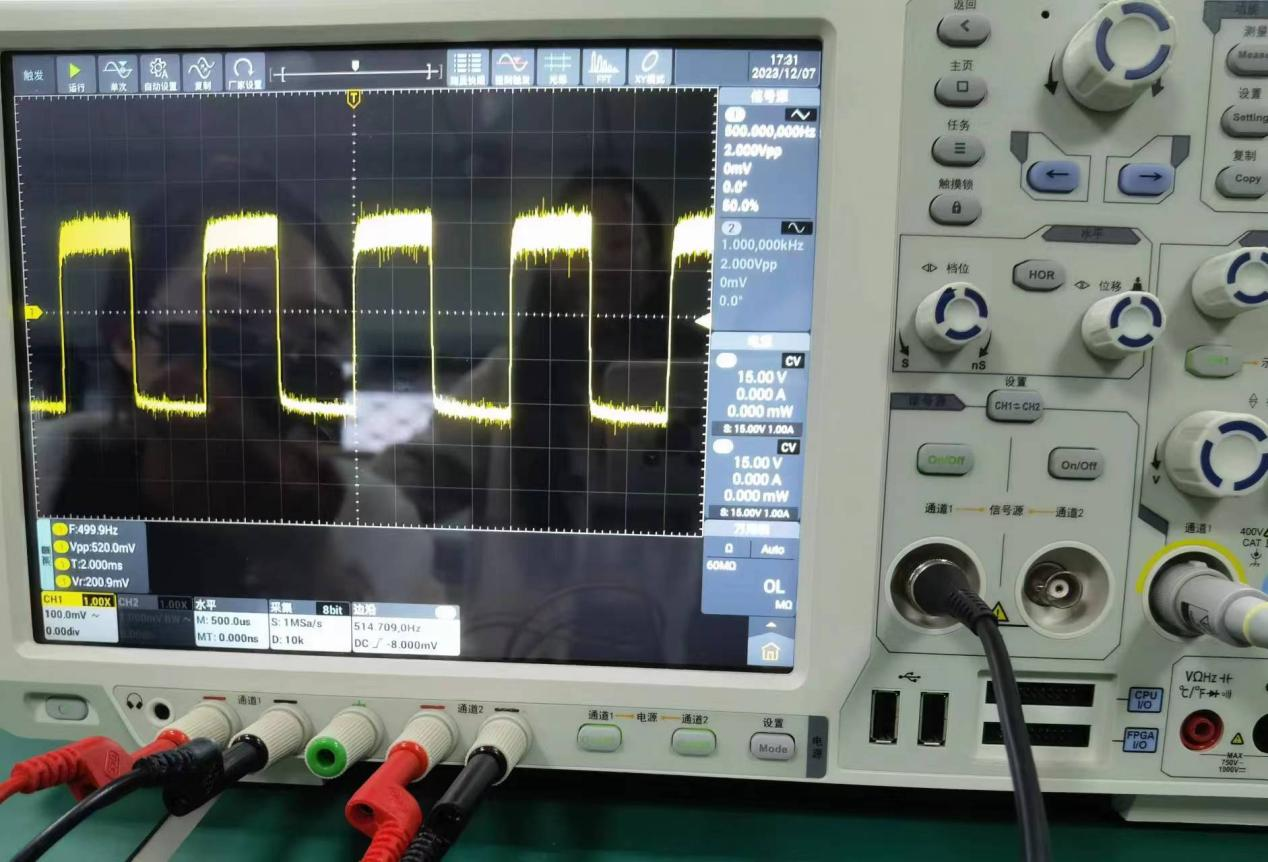 触发
运行
单次
自动设置
复制
厂家设置
FFT
17:31
2023/12/07
T
信号源
1
500.000,000Hz
2.000Vpp
0mV
0.0°
50.0%
2
1.000,000kHz
2.000Vpp
0mV
0.0°
1
电源
CV
15.00 V
0.000 A
0.000 mW
S: 15.00V 1.00A
CV
15.00 V
0.000 A
0.000 mW
S: 15.00V 1.00A
万用表
Ω Auto
60MΩ
OL
MΩ
1 F:499.9Hz
1 Vpp:520.0mV
1 T:2.000ms
1 Vr:200.9mV
CH1 1.00X
100.0mV ~
0.00div
CH2 1.00X
水平
M: 500.0us
MT: 0.000ns
采集 8bit
S: 1MSa/s
D: 10k
边沿
514.709,0Hz
DC -8.000mV
返回
主页
任务
触摸锁
测量
Meas
设置
Setting
复制
Copy
水平
档位
HOR
位移
S nS
设置
CH1⇌CH2
信号源
On/Off
On/Off
通道1 信号源 通道2
CH1
V
通道1
400V
CAT
通道1
通道2
通道1 电源 通道2
设置
Mode
电源
CPU
I/O
FPGA
I/O
VΩHz
℃/℉
MAX
750V~
1000V